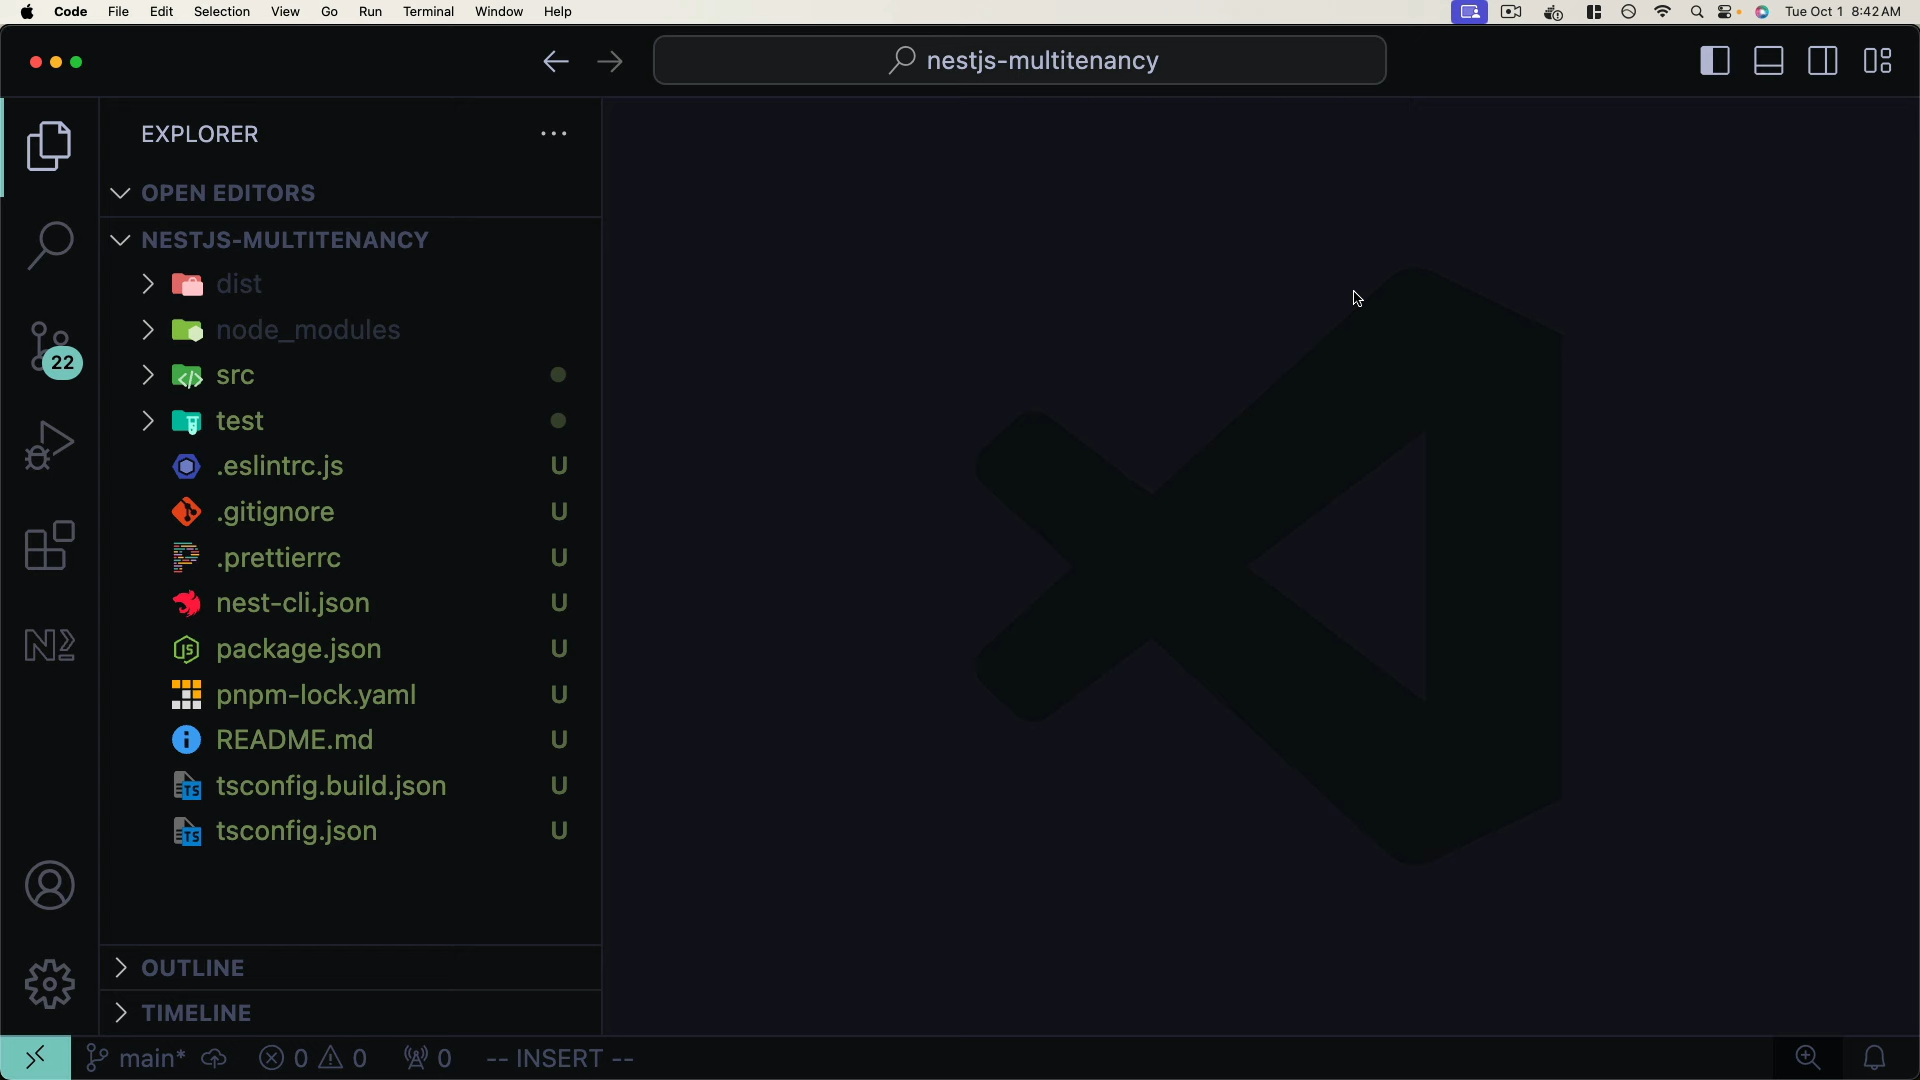 Code File Edit Selection View Go Run Terminal Window Help Tue Oct 1 8:42 AM
nestjs-multitenancy
EXPLORER
OPEN EDITORS
NESTJS-MULTITENANCY
dist
node_modules
src
22
test
.eslintrc.js U
.gitignore U
.prettierrc U
nest-cli.json U
package.json U
pnpm-lock.yaml U
README.md U
tsconfig.build.json U
tsconfig.json U
OUTLINE
TIMELINE
main* 0 0 0 -- INSERT --